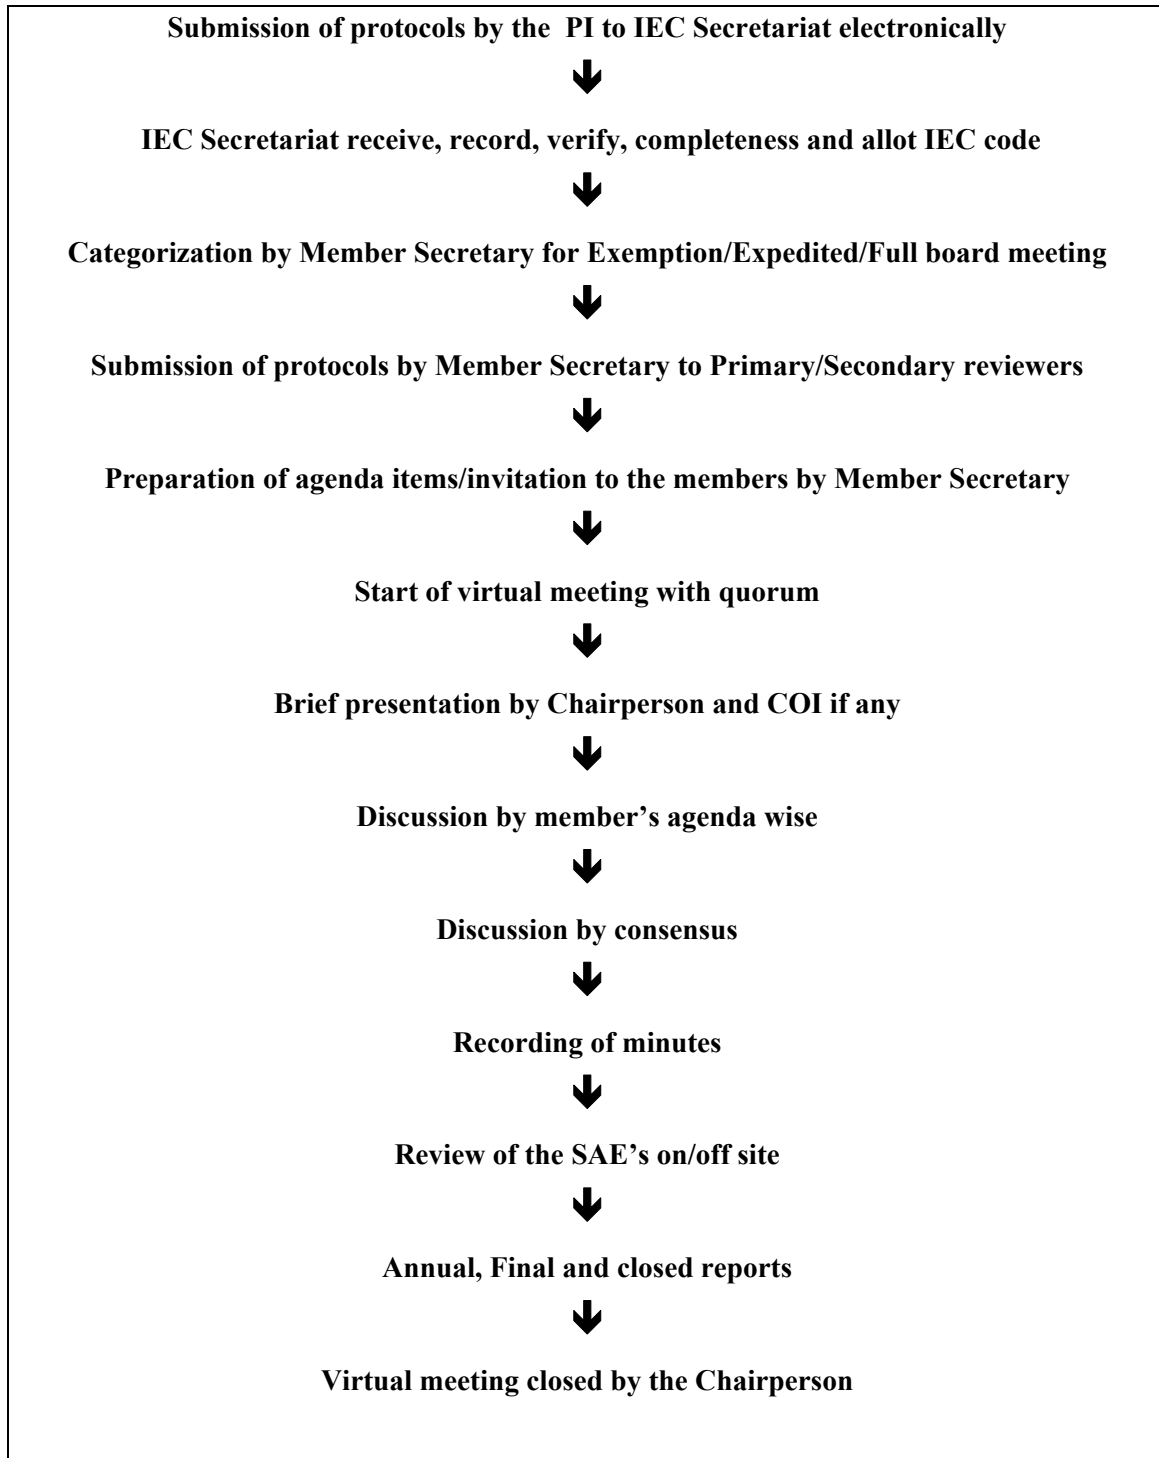 Submission of protocols by the PI to IEC Secretariat electronically
IEC Secretariat receive, record, verify, completeness and allot IEC code
Categorization by Member Secretary for Exemption/Expedited/Full board meeting
Submission of protocols by Member Secretary to Primary/Secondary reviewers
Preparation of agenda items/invitation to the members by Member Secretary
Start of virtual meeting with quorum
Brief presentation by Chairperson and COI if any
Discussion by member’s agenda wise
Discussion by consensus
Recording of minutes
Review of the SAE’s on/off site
Annual, Final and closed reports
Virtual meeting closed by the Chairperson